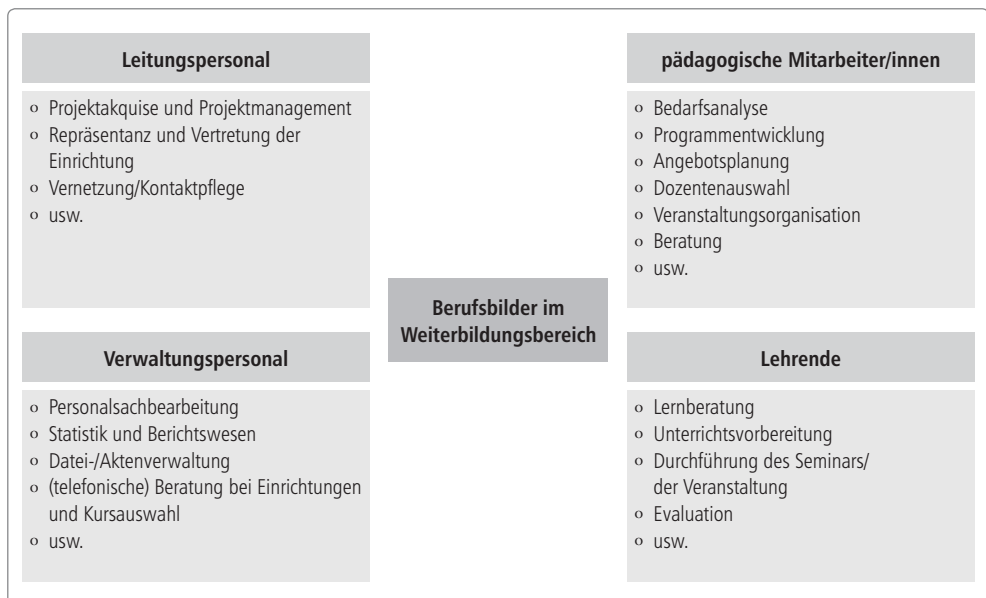 Leitungspersonal
o Projektakquise und Projektmanagement
o Repräsentanz und Vertretung der
Einrichtung
o Vernetzung/Kontaktpflege
o usw.
pädagogische Mitarbeiter/innen
o Bedarfsanalyse
o Programmentwicklung
o Angebotsplanung
o Dozentenauswahl
o Veranstaltungsorganisation
o Beratung
o usw.
Berufsbilder im
Weiterbildungsbereich
Verwaltungspersonal
o Personalsachbearbeitung
o Statistik und Berichtswesen
o Datei-/Aktenverwaltung
o (telefonische) Beratung bei Einrichtungen
und Kursauswahl
o usw.
Lehrende
o Lernberatung
o Unterrichtsvorbereitung
o Durchführung des Seminars/
der Veranstaltung
o Evaluation
o usw.